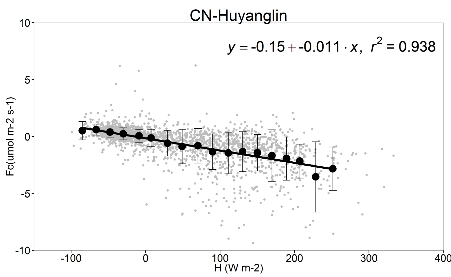 CN-Huyanglin
y = -0.15 + -0.011 · x, r² = 0.938
10
5
0
-5
-10
Fc(umol m-2 s-1)
-100 0 100 200 300 400
H (W m-2)